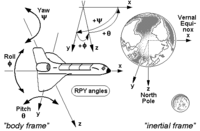 Yaw
Ψ
+Ψ
x
+θ
+ϕ
y
z
Roll
ϕ
x
RPY angles
Pitch
θ
y
z
"body frame"
Vernal
Equi-
nox
x
y
z
North
Pole
"inertial frame"